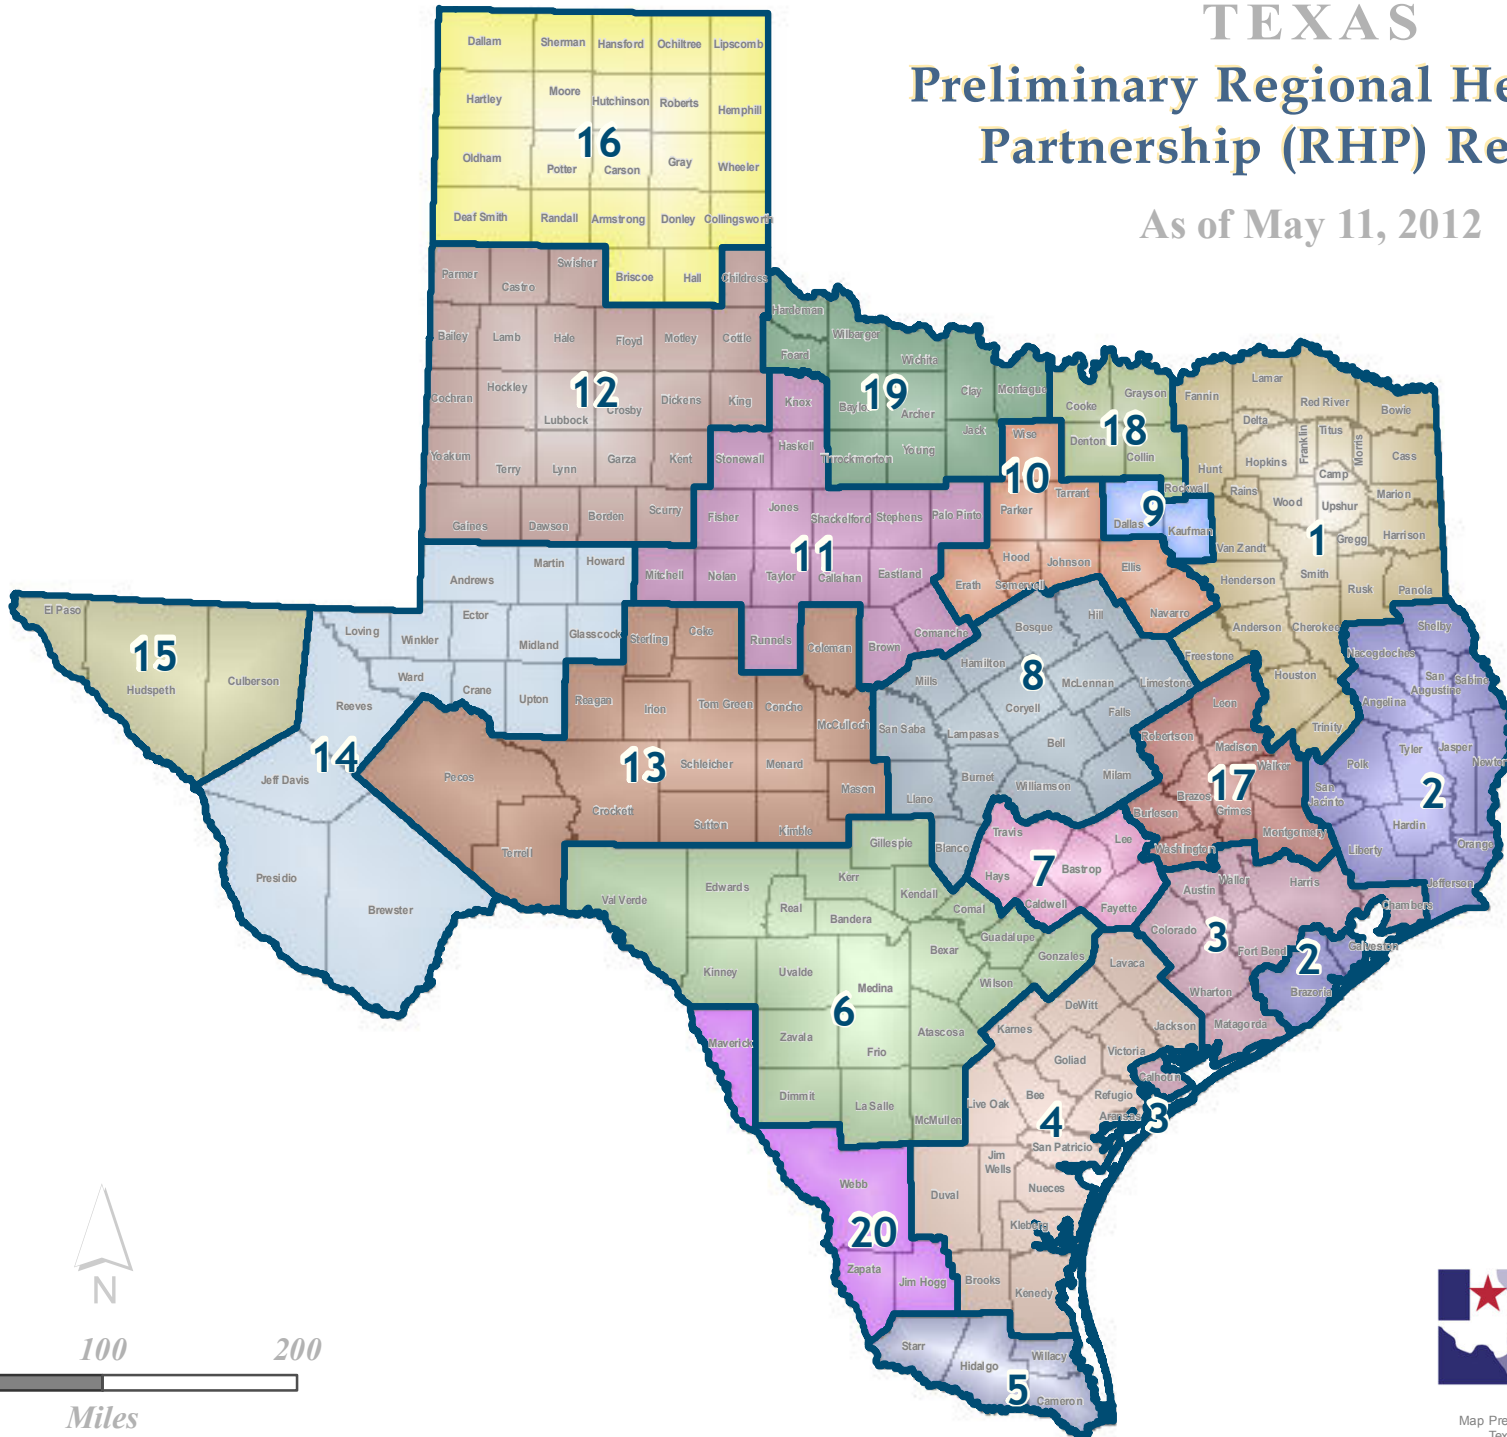 TEXAS
Preliminary Regional He
Partnership (RHP) Re
As of May 11, 2012
Dallam Sherman Hansford Ochiltree Lipscomb
Hartley Moore Hutchinson Roberts Hemphill
16
Oldham Potter Carson Gray Wheeler
Deaf Smith Randall Armstrong Donley Collingsworth
Parmer Castro Swisher Briscoe Hall Childress
Hardeman
Bailey Lamb Hale Floyd Motley Cottle Foard Wilbarger Wichita
Clay Montague Cooke Grayson Fannin Lamar Red River Bowie
Cochran Hockley 12 Crosby Dickens King Knox Baylor 19 Archer
Lubbock
Jack Wise Denton 18 Collin Hunt Delta Hopkins Franklin Titus Morris Camp Cass
Yoakum Terry Lynn Garza Kent Stonewall Haskell Throckmorton Young
10 Rockwall Rains Wood Upshur Marion
Gaines Dawson Borden Scurry Fisher Jones Shackelford Stephens Palo Pinto Parker Tarrant Dallas 9 Kaufman
Van Zandt 1 Gregg Harrison
Andrews Martin Howard Mitchell Nolan Taylor 11 Callahan Eastland Erath Hood Somervell Johnson Ellis Navarro
Henderson Smith Rusk Panola
El Paso
15
Hudspeth Culberson
Loving Winkler Ector Midland Glasscock Sterling Coke Runnels Coleman Brown Comanche
Bosque Hill Anderson Cherokee Shelby
Hamilton 8 McLennan Limestone Freestone Houston Nacogdoches San Augustine Sabine
Ward Crane Upton Reagan Irion Tom Green Concho McCulloch
Mills Coryell Falls Leon Angelina Trinity
Reeves San Saba Lampasas Bell Robertson Madison Walker Polk Tyler Jasper Newton
14
Jeff Davis Pecos 13 Schleicher Menard Mason
Burnet Williamson Milam Brazos 17 Grimes San Jacinto 2
Llano Burleson Montgomery Hardin
Crockett Sutton Kimble Gillespie Blanco Travis Lee Washington Liberty Orange
Terrell
Presidio Brewster
Val Verde Edwards Kerr Kendall Hays 7 Bastrop Austin Waller Harris Jefferson
Real Bandera Comal Caldwell Fayette Chambers
Bexar Guadalupe Gonzales Colorado 3 Fort Bend 2 Galveston
Kinney Uvalde Medina Wilson Lavaca Wharton Brazoria
6
DeWitt
Maverick Zavala Frio Atascosa Karnes Jackson Matagorda
Goliad Victoria Calhoun
Dimmit La Salle McMullen Live Oak Bee Refugio
4 Aransas 3
San Patricio
Webb Duval Jim Wells Nueces
20 Kleberg
Zapata Jim Hogg Brooks Kenedy
Starr Hidalgo Willacy
5 Cameron
N
100 200
Miles
Map Pre
Tex